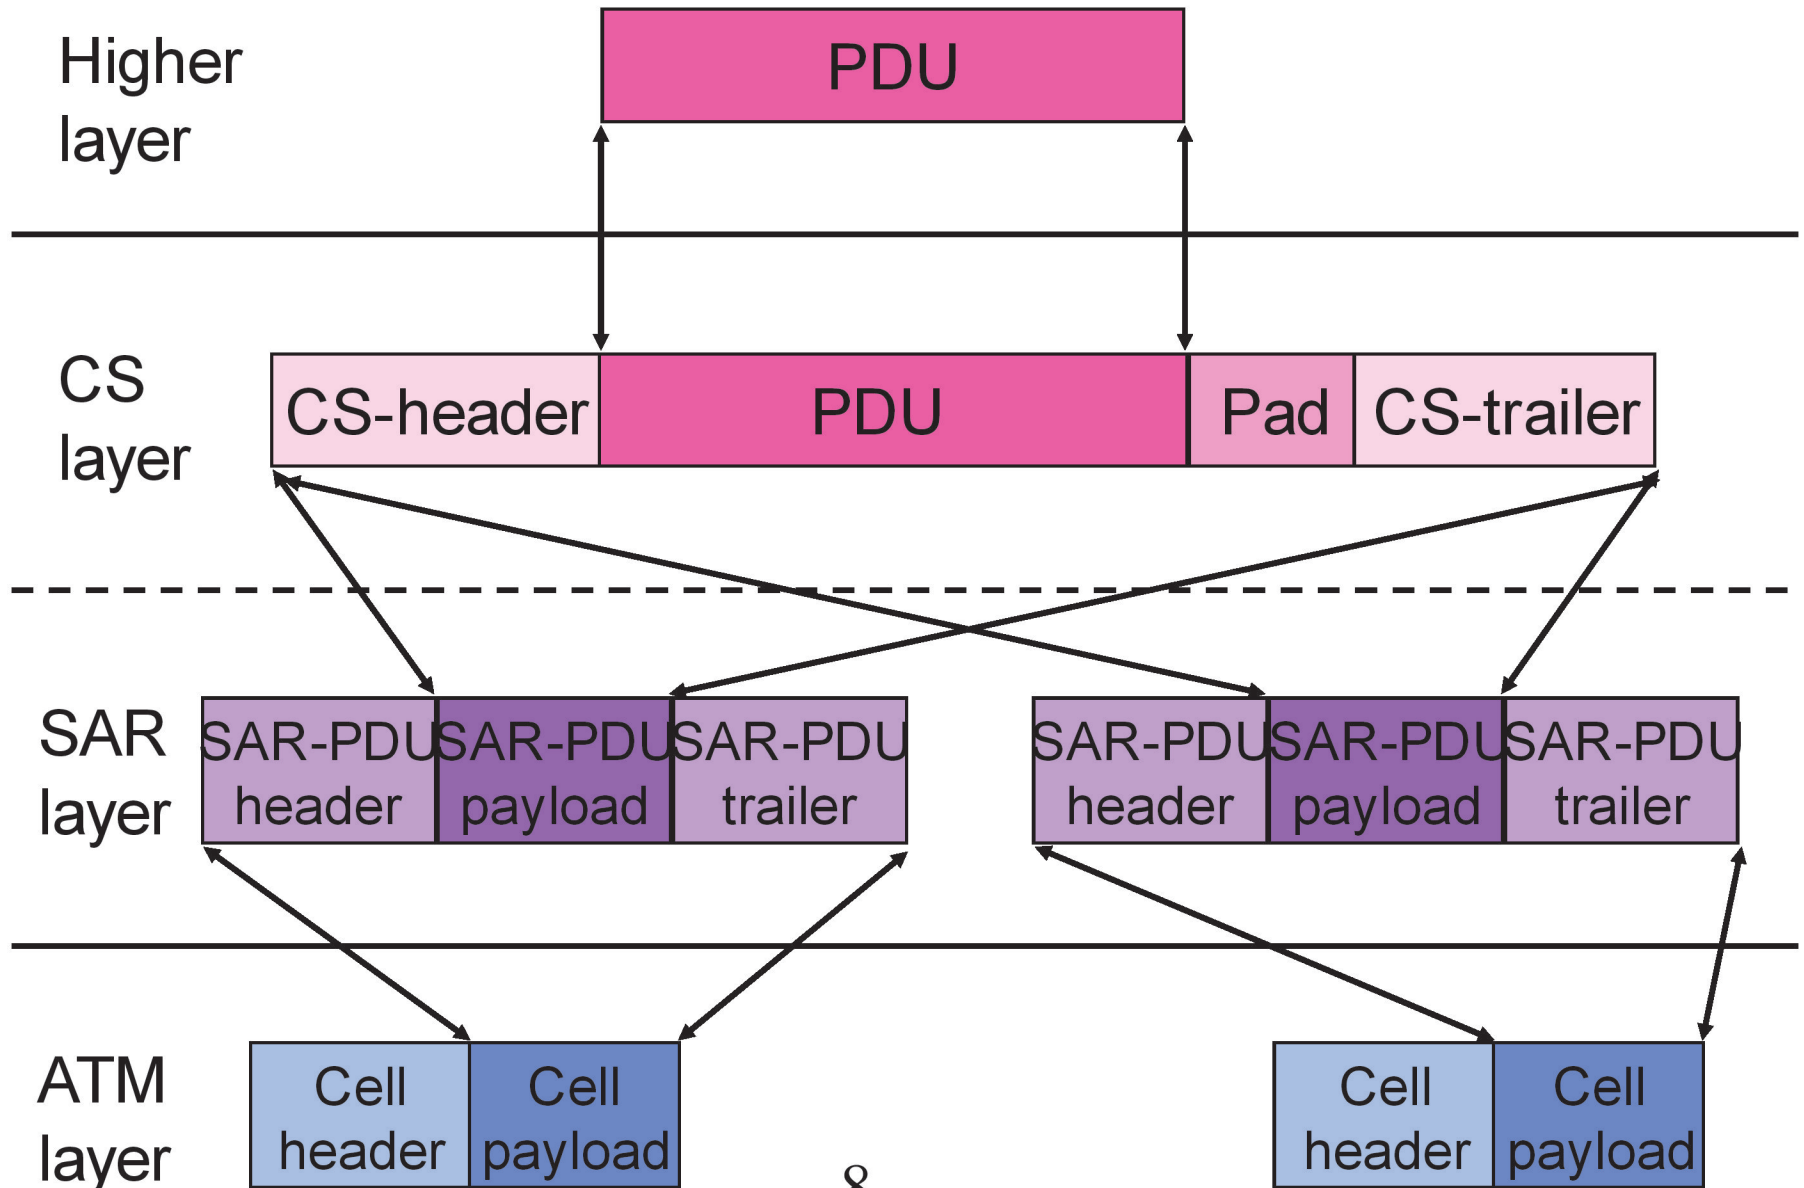 Higher
layer
PDU
CS
layer
CS-header
PDU
Pad
CS-trailer
SAR
layer
SAR-PDU
header
SAR-PDU
payload
SAR-PDU
trailer
SAR-PDU
header
SAR-PDU
payload
SAR-PDU
trailer
ATM
layer
Cell
header
Cell
payload
Cell
header
Cell
payload
8